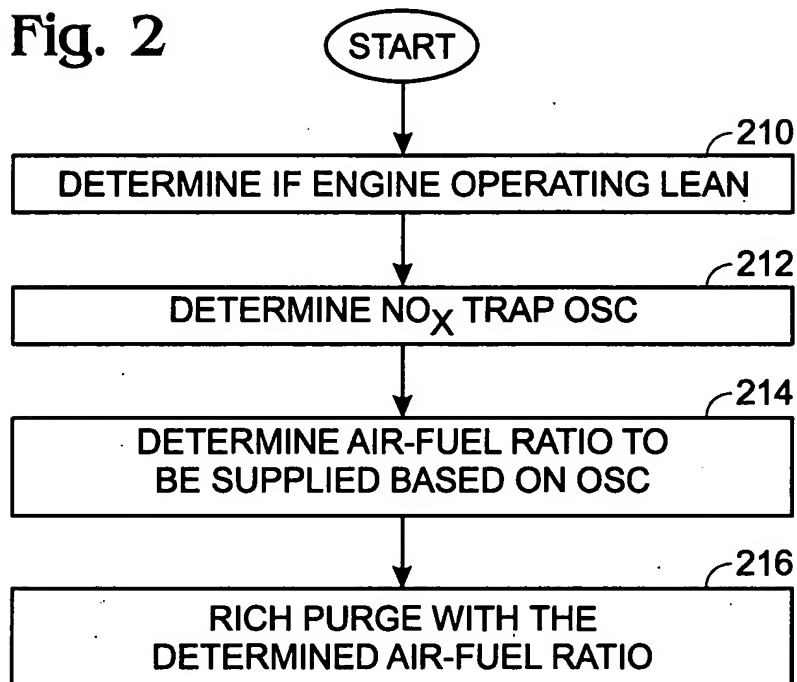 Fig. 2
START
210
DETERMINE IF ENGINE OPERATING LEAN
212
DETERMINE NOX TRAP OSC
214
DETERMINE AIR-FUEL RATIO TO
BE SUPPLIED BASED ON OSC
216
RICH PURGE WITH THE
DETERMINED AIR-FUEL RATIO